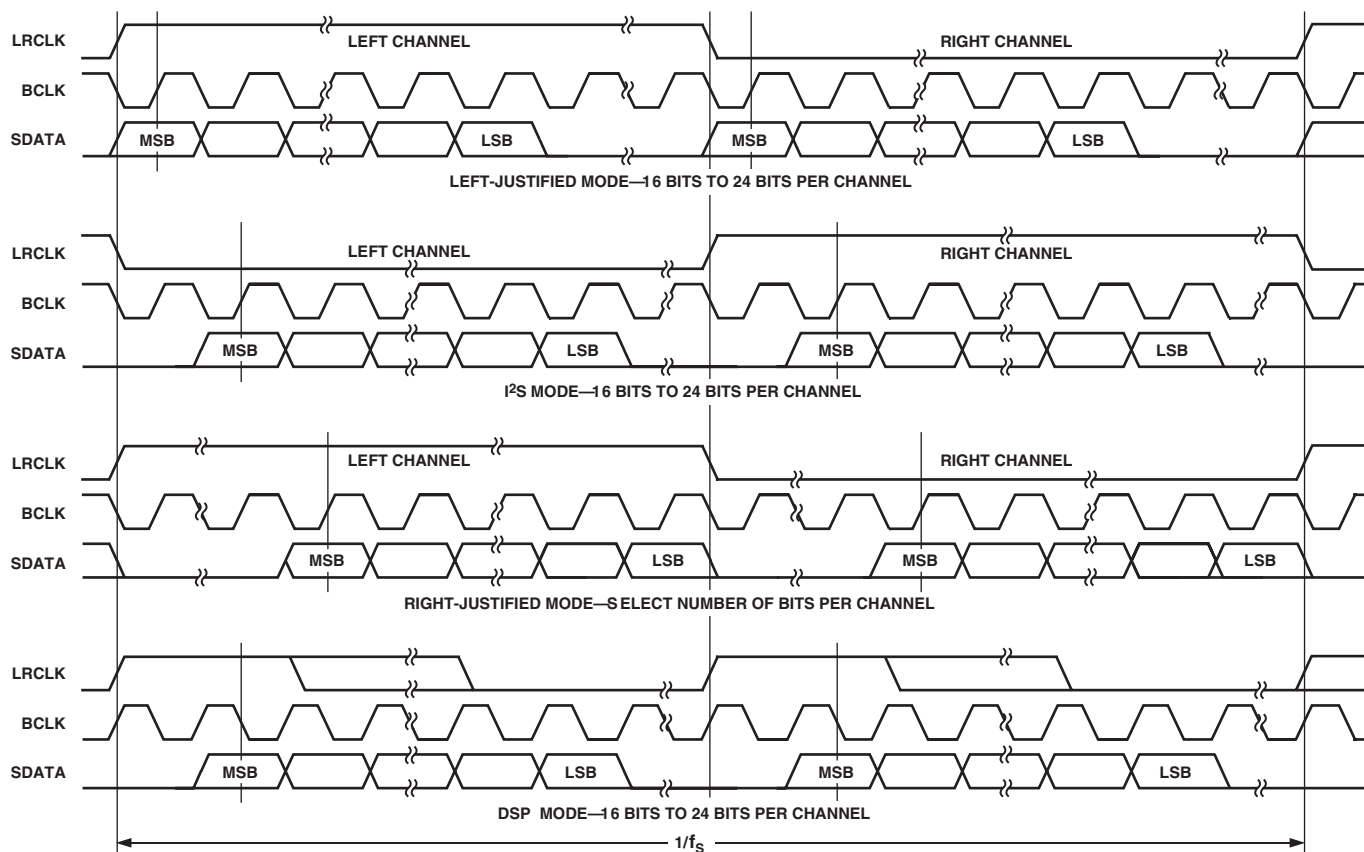 LRCLK
LEFT CHANNEL
RIGHT CHANNEL
BCLK
SDATA
MSB
LSB
MSB
LSB
LEFT-JUSTIFIED MODE—16 BITS TO 24 BITS PER CHANNEL
LRCLK
LEFT CHANNEL
RIGHT CHANNEL
BCLK
SDATA
MSB
LSB
MSB
LSB
I²S MODE—16 BITS TO 24 BITS PER CHANNEL
LRCLK
LEFT CHANNEL
RIGHT CHANNEL
BCLK
SDATA
MSB
LSB
MSB
LSB
RIGHT-JUSTIFIED MODE—SELECT NUMBER OF BITS PER CHANNEL
LRCLK
BCLK
SDATA
MSB
LSB
MSB
LSB
DSP MODE—16 BITS TO 24 BITS PER CHANNEL
1/fS